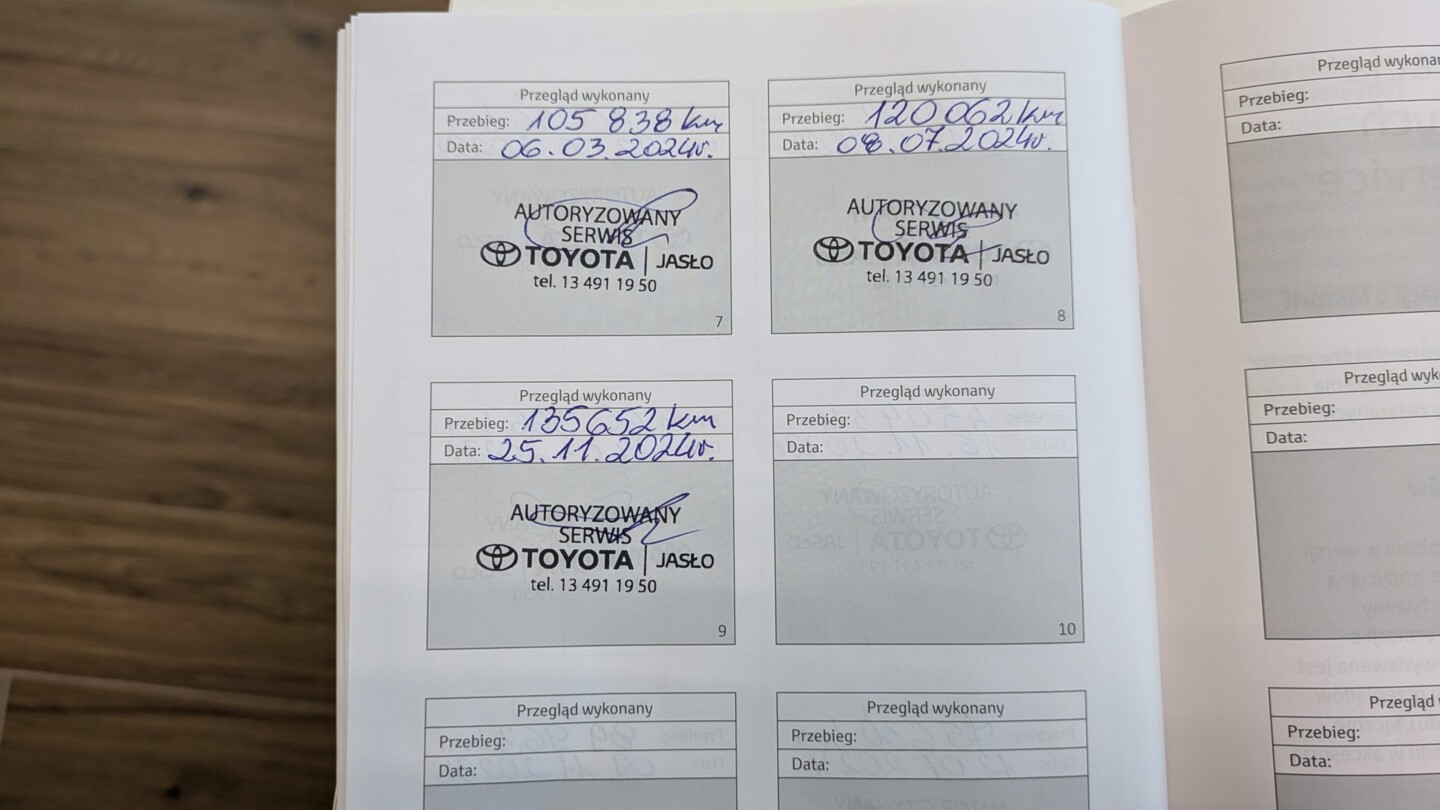 Przegląd wykonany
Przebieg: 105 838 km
Data: 06.03.2024r.
AUTORYZOWANY
SERWIS
TOYOTA | JASŁO
tel. 13 491 19 50
7
Przegląd wykonany
Przebieg: 120 062 km
Data: 08.07.2024r.
AUTORYZOWANY
SERWIS
TOYOTA | JASŁO
tel. 13 491 19 50
8
Przegląd wykonany
Przebieg: 135652 km
Data: 25.11.2024r.
AUTORYZOWANY
SERWIS
TOYOTA | JASŁO
tel. 13 491 19 50
9
Przegląd wykonany
Przebieg:
Data:
10
Przegląd wykonany
Przebieg:
Data:
Przegląd wykonany
Przebieg:
Data:
Przegląd wykonan
Przebieg:
Data:
Przegląd wyk
Przebieg:
Data:
Przegląd
Przebieg:
Data: